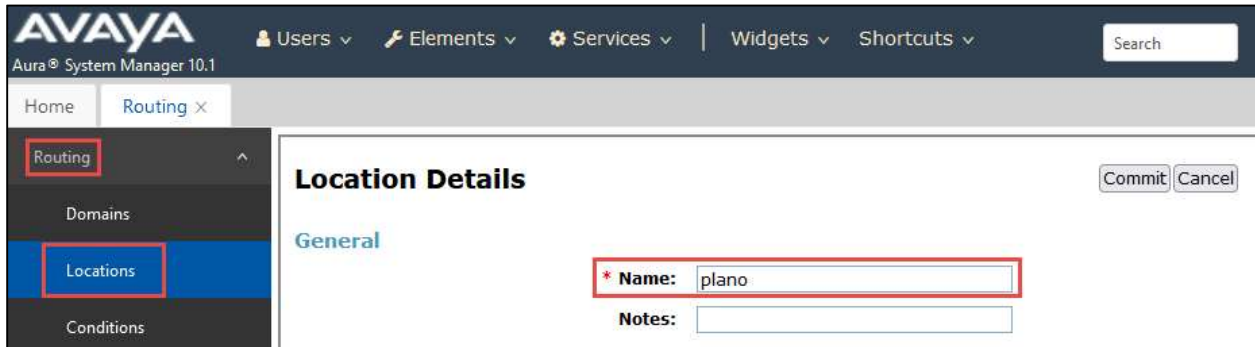 AVAYA
Aura® System Manager 10.1
Users Elements Services | Widgets Shortcuts Search
Home Routing ×
Routing
Domains
Locations
Conditions
Location Details
Commit Cancel
General
* Name: plano
Notes: